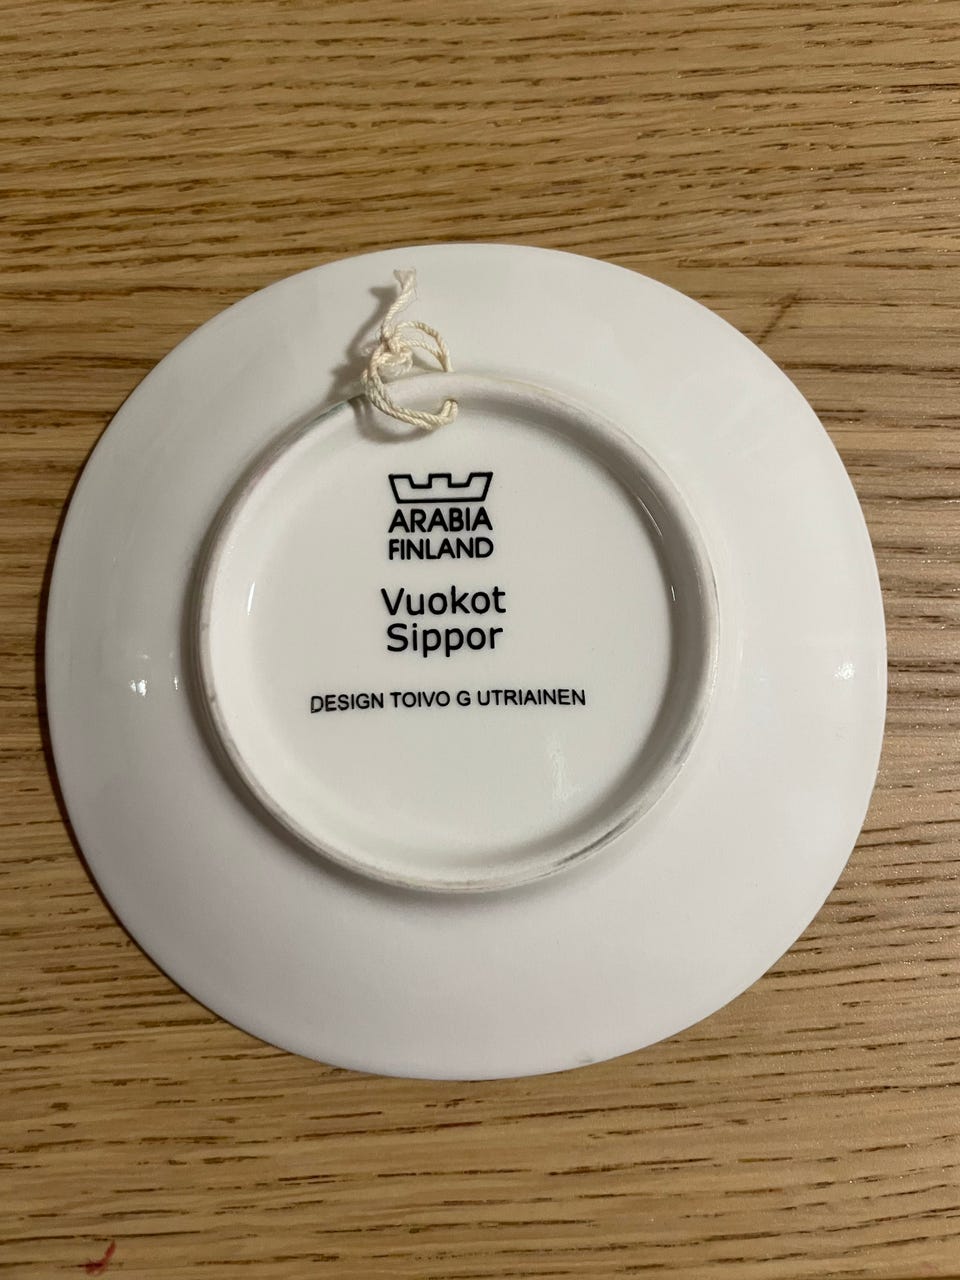 ARABIA
FINLAND
Vuokot
Sippor
DESIGN TOIVO G UTRIAINEN